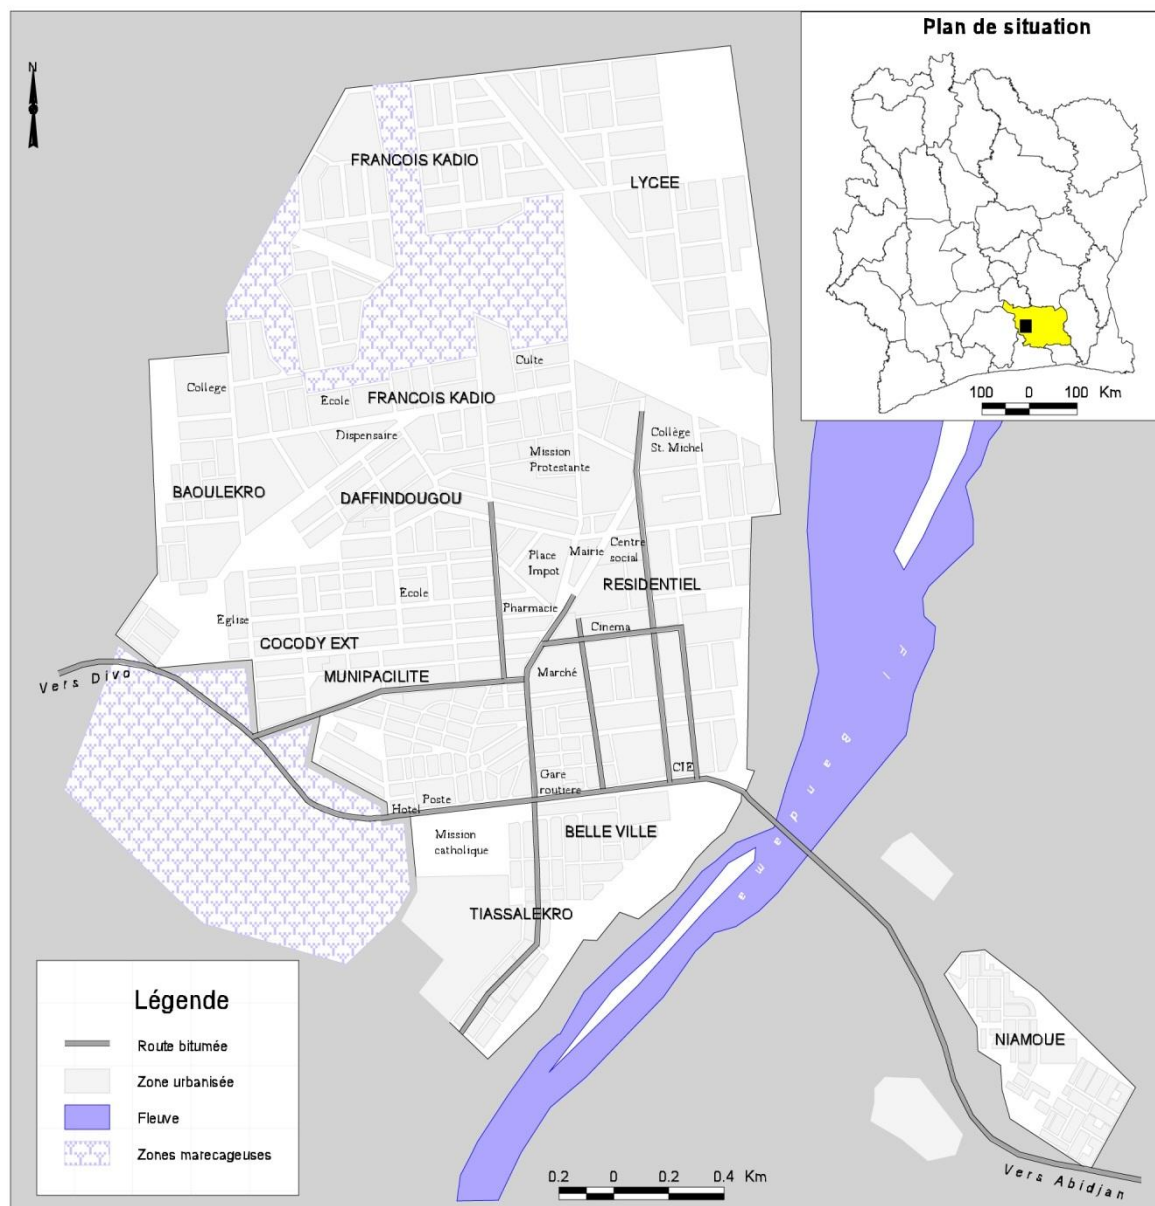 Plan de situation
N
100 0 100 Km
FRANCOIS KADIO
LYCEE
Culte
College
Ecole
FRANCOIS KADIO
Dispensaire
Collège
St. Michel
Mission
Protestante
BAOULEKRO
DAFFINDOUGOU
Place
Impot
Mairie
Centre
social
RESIDENTIEL
Ecole
Pharmacie
Eglise
Cinema
COCODY EXT
MUNIPACILITE
Marché
Vers Divo
Fl Bandama
CIE
Gare
routiere
Poste
Hotel
BELLE VILLE
Mission
catholique
TIASSALEKRO
NIAMOUE
Vers Abidjan
Légende
Route bitumée
Zone urbanisée
Fleuve
Zones marecageuses
0.2 0 0.2 0.4 Km